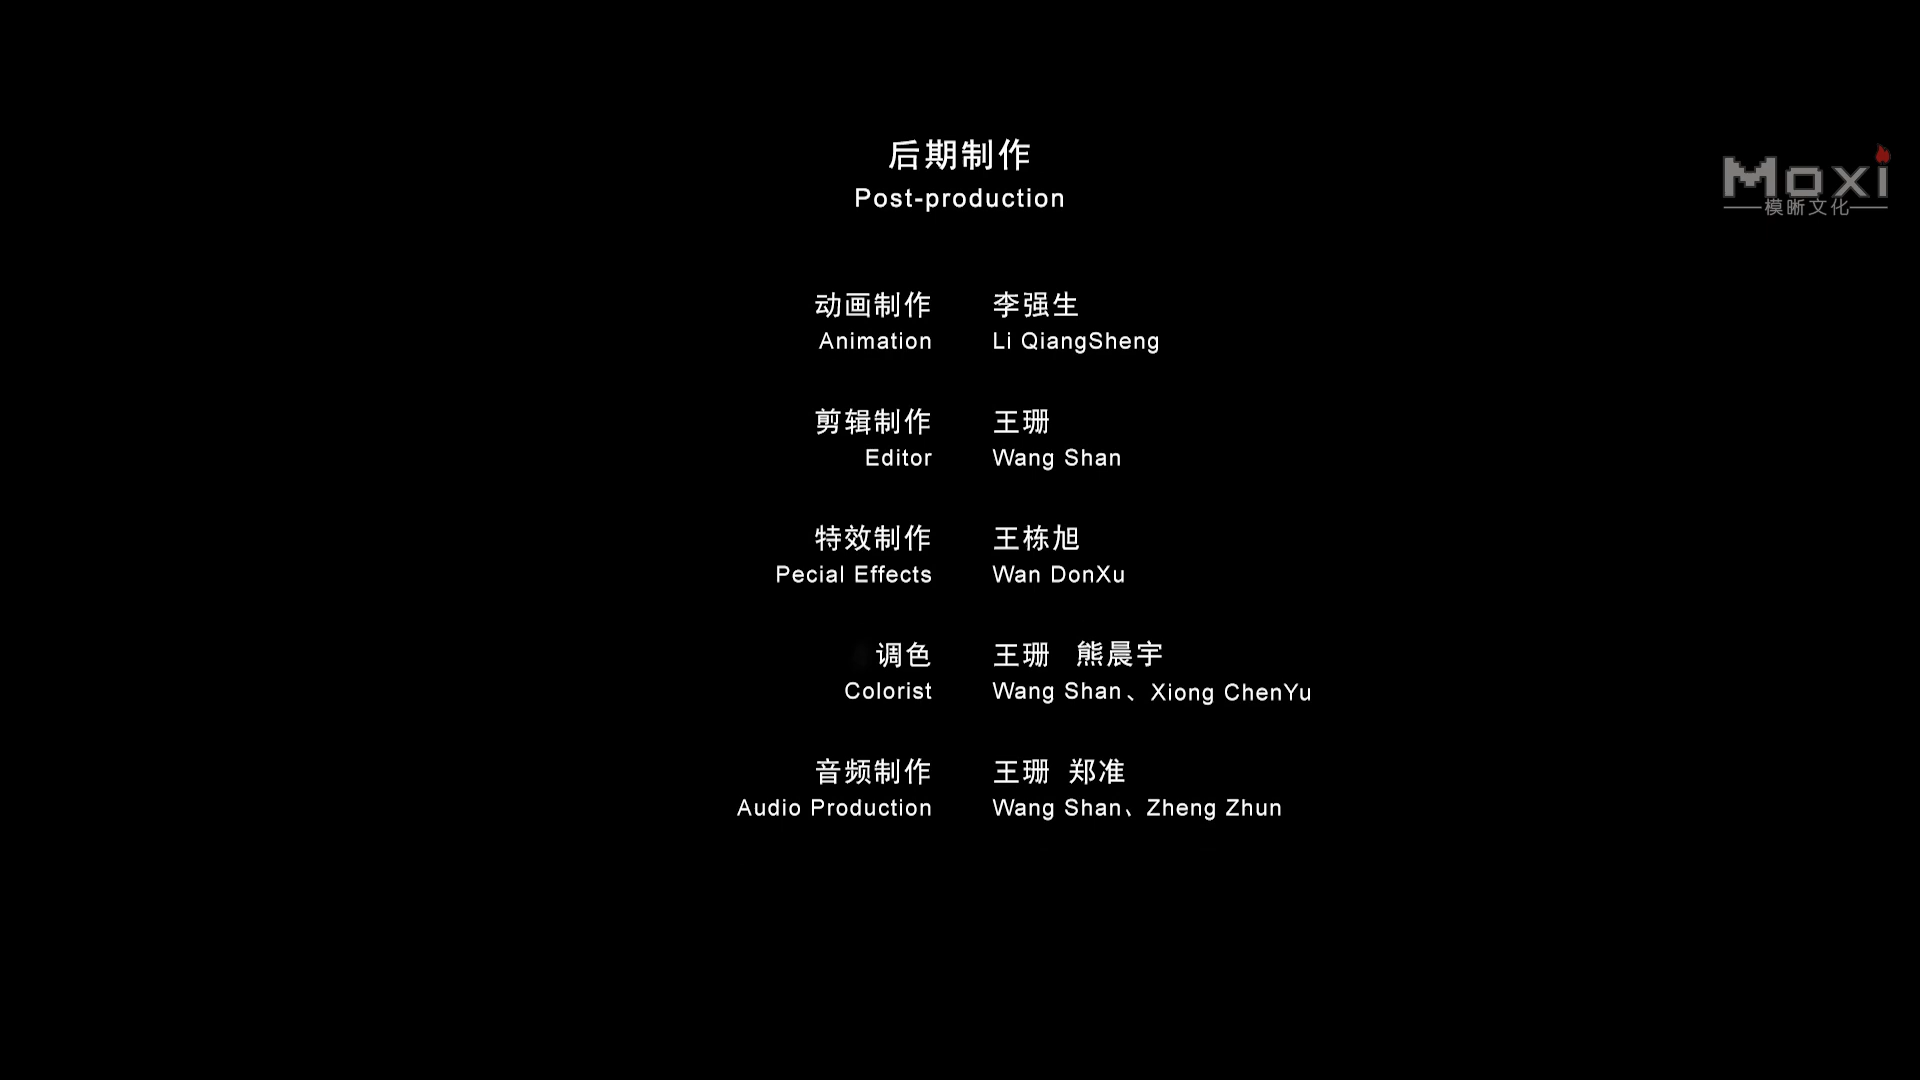 后期制作
Post-production
Moxi
模晰文化
动画制作 李强生
Animation Li QiangSheng
剪辑制作 王珊
Editor Wang Shan
特效制作 王栋旭
Pecial Effects Wan DonXu
调色 王珊 熊晨宇
Colorist Wang Shan、Xiong ChenYu
音频制作 王珊 郑准
Audio Production Wang Shan、Zheng Zhun